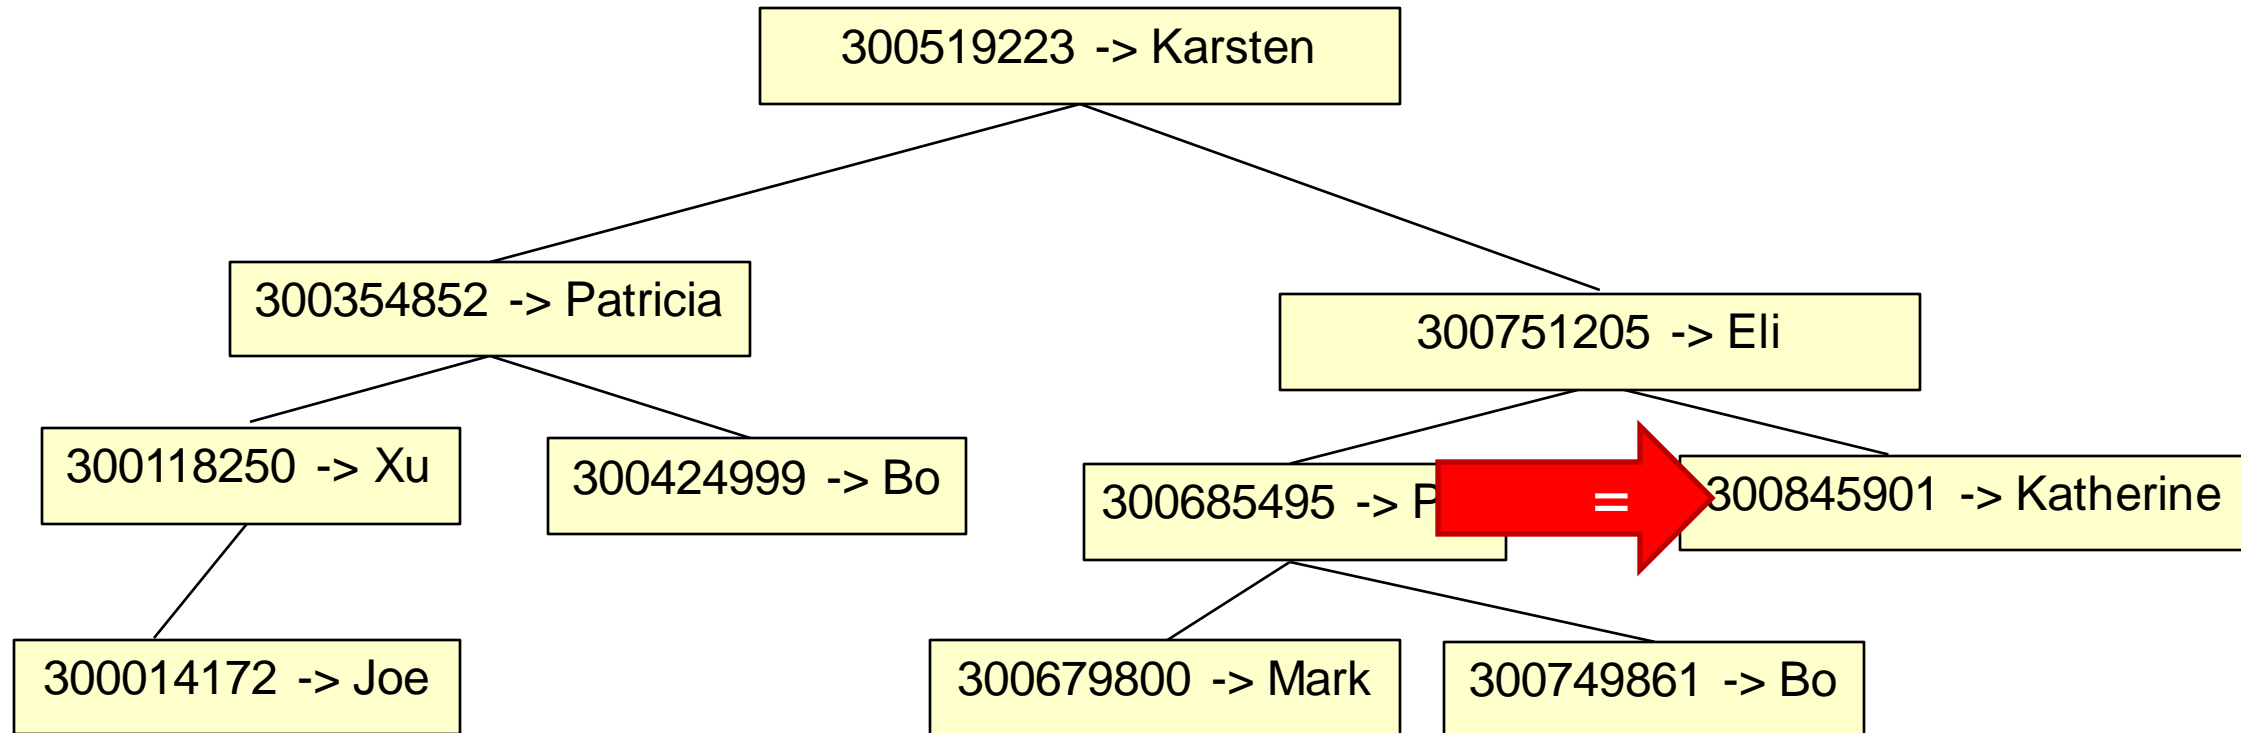 300519223 -> Karsten
300354852 -> Patricia
300751205 -> Eli
300118250 -> Xu
300424999 -> Bo
300685495 -> P
=
300845901 -> Katherine
300014172 -> Joe
300679800 -> Mark
300749861 -> Bo